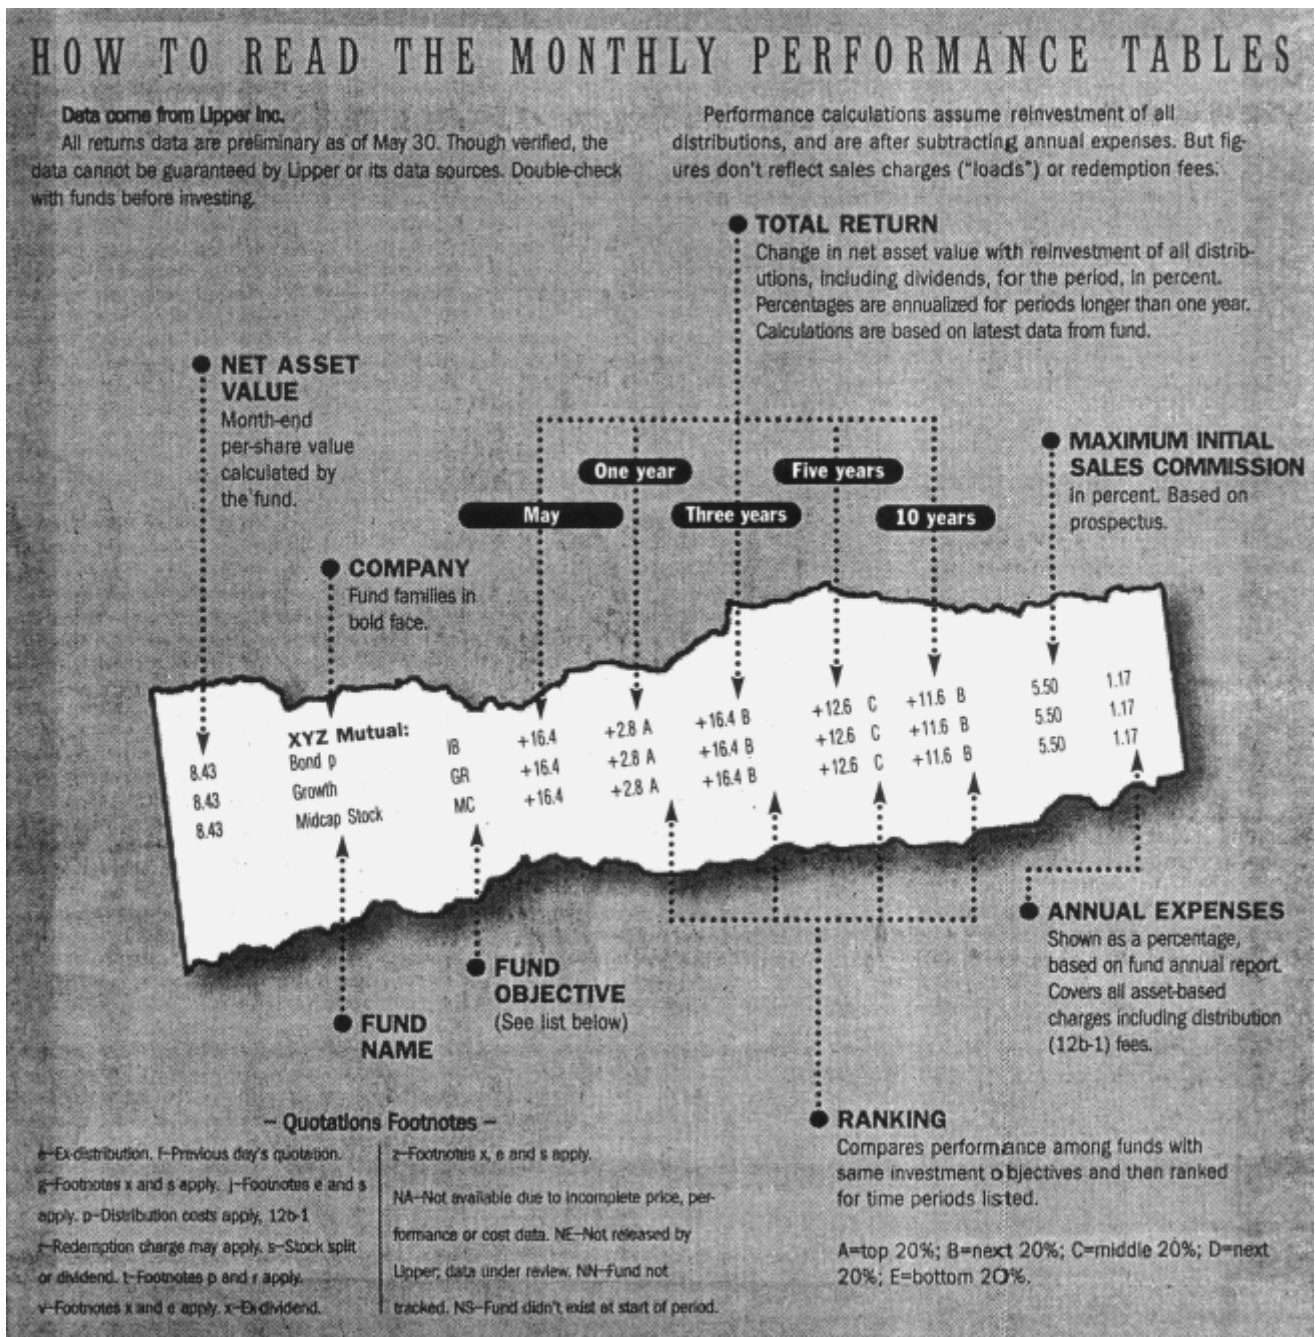 HOW TO READ THE MONTHLY PERFORMANCE TABLES
Data come from Lipper Inc.
All returns data are preliminary as of May 30. Though verified, the
data cannot be guaranteed by Lipper or its data sources. Double-check
with funds before investing.
Performance calculations assume reinvestment of all
distributions, and are after subtracting annual expenses. But fig-
ures don't reflect sales charges ("loads") or redemption fees.
TOTAL RETURN
Change in net asset value with reinvestment of all distrib-
utions, including dividends, for the period, in percent.
Percentages are annualized for periods longer than one year.
Calculations are based on latest data from fund.
NET ASSET
VALUE
Month-end
per-share value
calculated by
the fund.
One year
Five years
May
Three years
10 years
MAXIMUM INITIAL
SALES COMMISSION
In percent. Based on
prospectus.
COMPANY
Fund families in
bold face.
XYZ Mutual:
8.43 Bond p IB +16.4 +2.8 A +16.4 B +12.6 C +11.6 B 5.50 1.17
8.43 Growth GR +16.4 +2.8 A +16.4 B +12.6 C +11.6 B 5.50 1.17
8.43 Midcap Stock MC +16.4 +2.8 A +16.4 B +12.6 C +11.6 B 5.50 1.17
FUND
NAME
FUND
OBJECTIVE
(See list below)
ANNUAL EXPENSES
Shown as a percentage,
based on fund annual report.
Covers all asset-based
charges including distribution
(12b-1) fees.
– Quotations Footnotes –
e–Ex-distribution. f–Previous day's quotation.
g–Footnotes x and s apply. j–Footnotes e and s
apply. p–Distribution costs apply, 12b-1
r–Redemption charge may apply. s–Stock split
or dividend. t–Footnotes p and r apply.
v–Footnotes x and e apply. x–Ex-dividend.
z–Footnotes x, e and s apply.
NA–Not available due to incomplete price, per-
formance or cost data. NE–Not released by
Lipper; data under review. NN–Fund not
tracked. NS–Fund didn't exist at start of period.
RANKING
Compares performance among funds with
same investment objectives and then ranked
for time periods listed.
A=top 20%; B=next 20%; C=middle 20%; D=next
20%; E=bottom 20%.